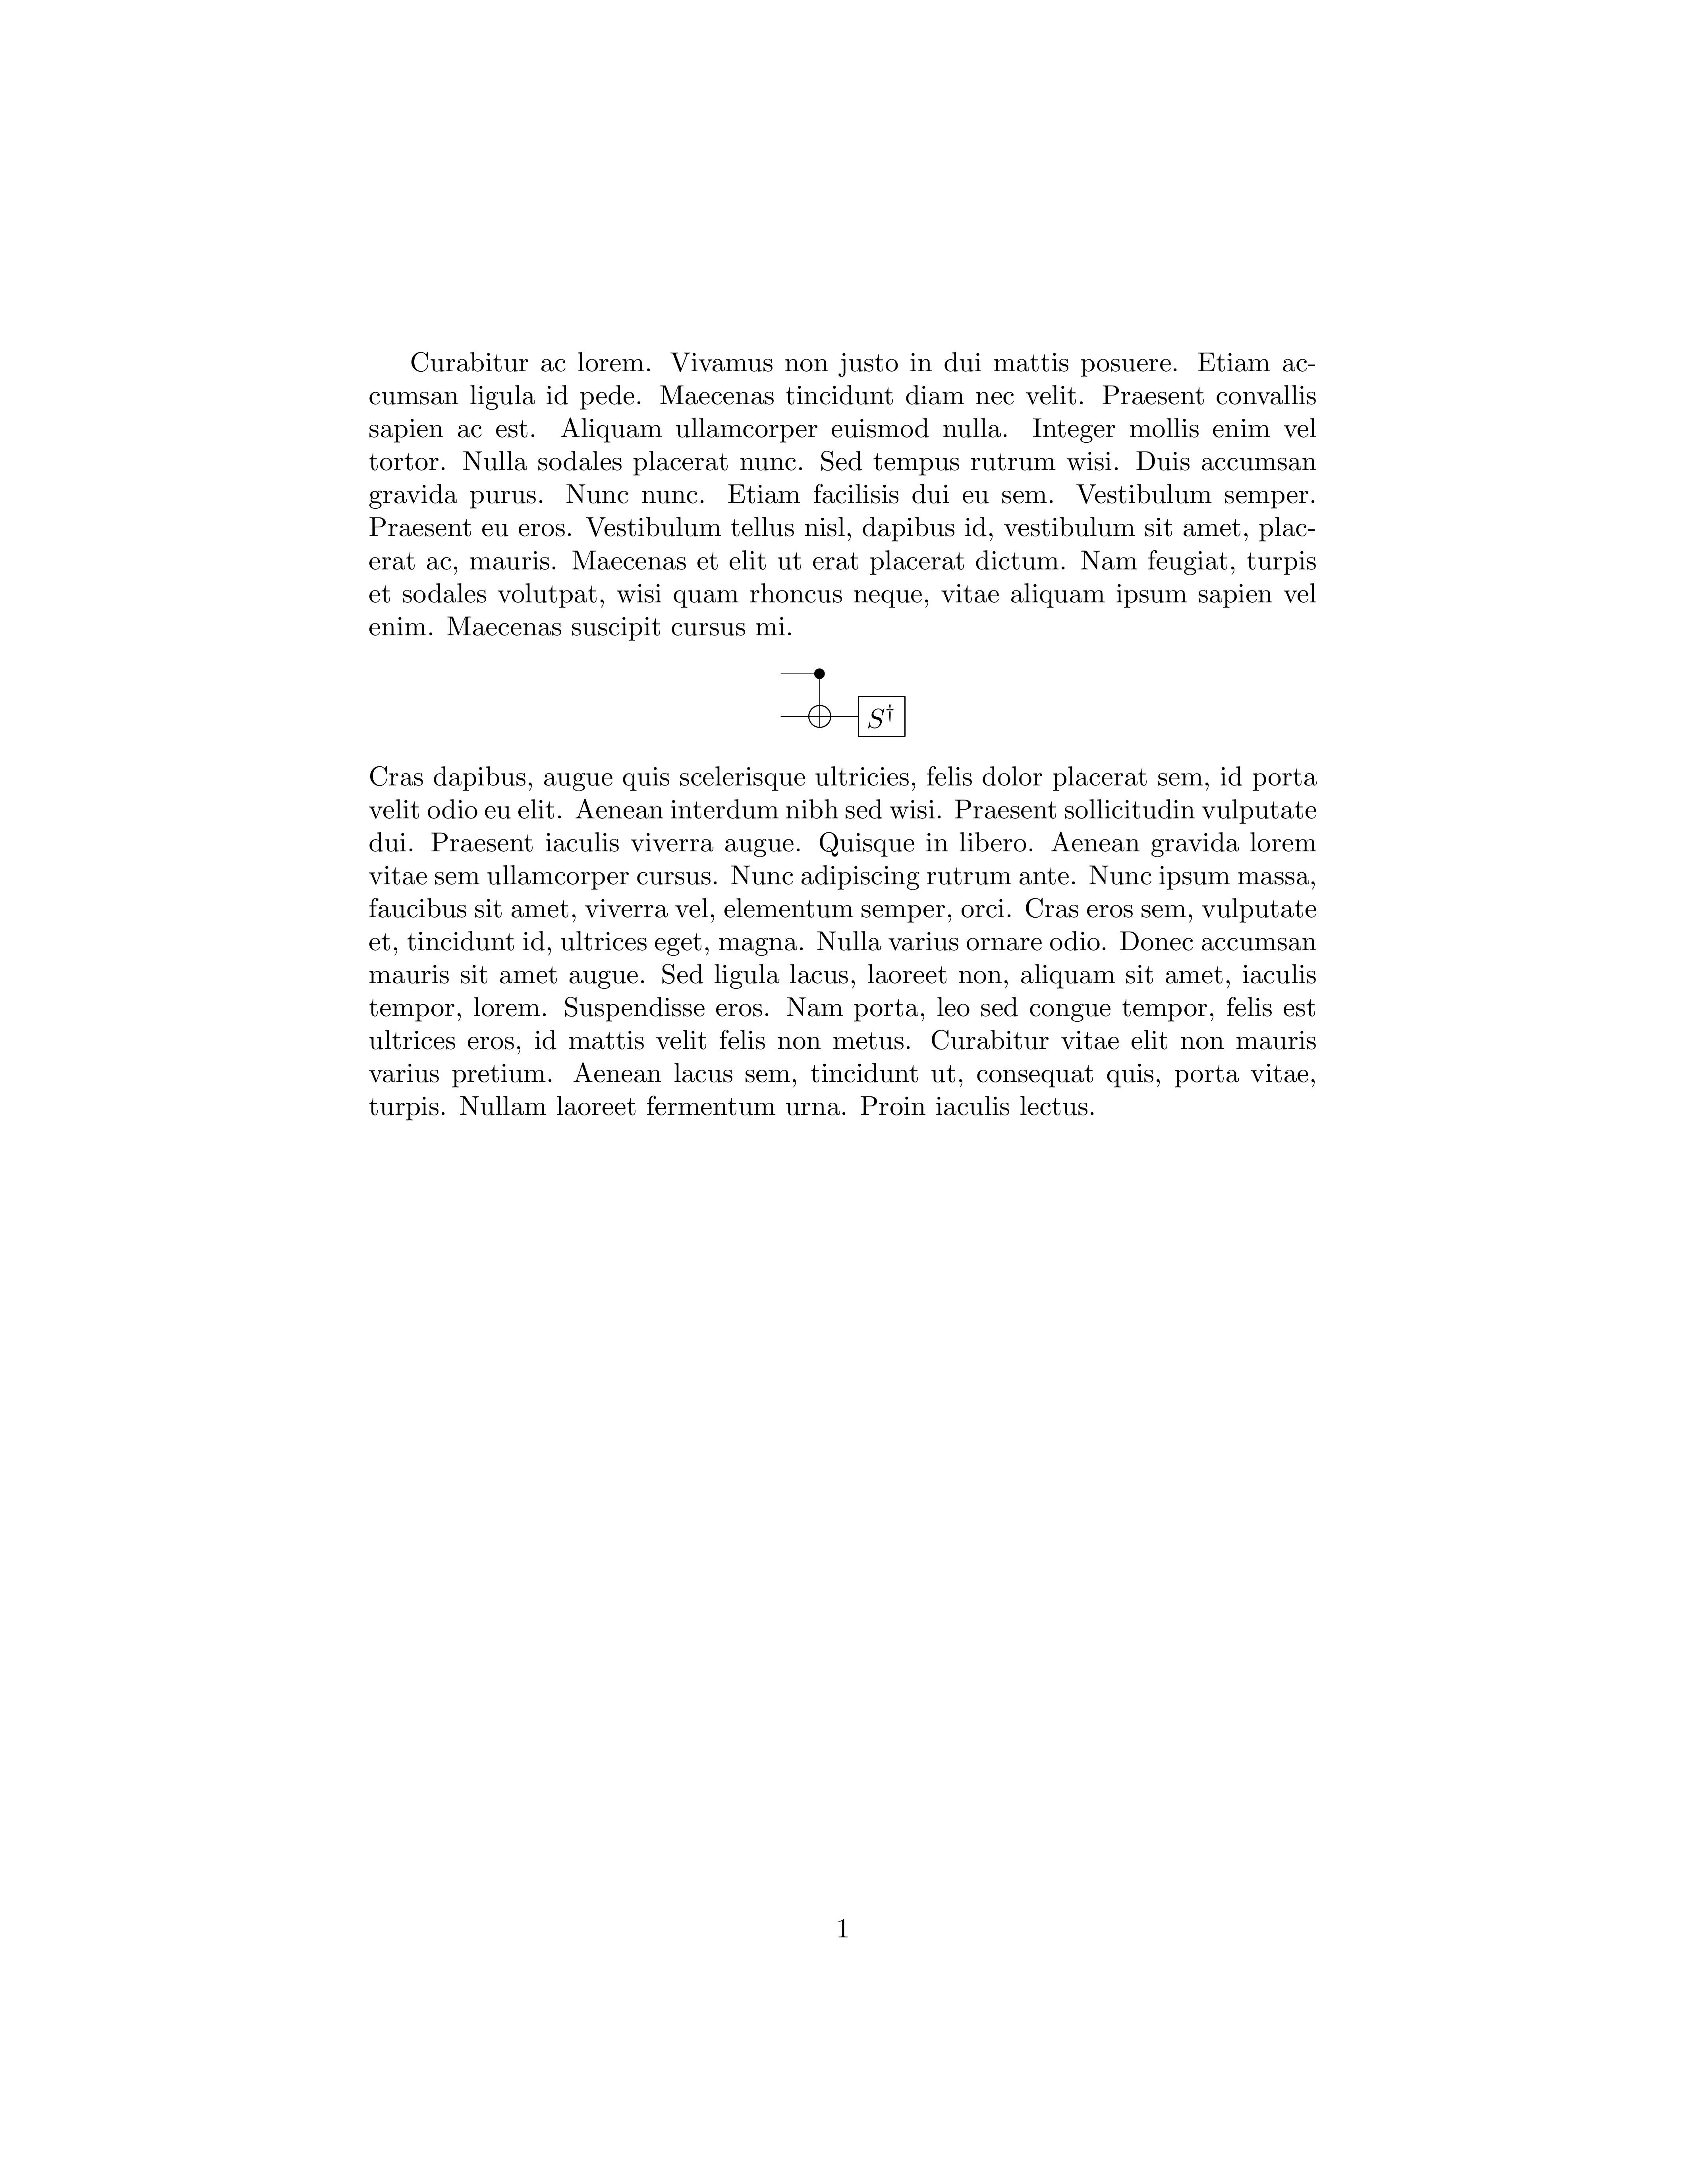 Curabitur ac lorem. Vivamus non justo in dui mattis posuere. Etiam ac-
cumsan ligula id pede. Maecenas tincidunt diam nec velit. Praesent convallis
sapien ac est. Aliquam ullamcorper euismod nulla. Integer mollis enim vel
tortor. Nulla sodales placerat nunc. Sed tempus rutrum wisi. Duis accumsan
gravida purus. Nunc nunc. Etiam facilisis dui eu sem. Vestibulum semper.
Praesent eu eros. Vestibulum tellus nisl, dapibus id, vestibulum sit amet, plac-
erat ac, mauris. Maecenas et elit ut erat placerat dictum. Nam feugiat, turpis
et sodales volutpat, wisi quam rhoncus neque, vitae aliquam ipsum sapien vel
enim. Maecenas suscipit cursus mi.
S†
Cras dapibus, augue quis scelerisque ultricies, felis dolor placerat sem, id porta
velit odio eu elit. Aenean interdum nibh sed wisi. Praesent sollicitudin vulputate
dui. Praesent iaculis viverra augue. Quisque in libero. Aenean gravida lorem
vitae sem ullamcorper cursus. Nunc adipiscing rutrum ante. Nunc ipsum massa,
faucibus sit amet, viverra vel, elementum semper, orci. Cras eros sem, vulputate
et, tincidunt id, ultrices eget, magna. Nulla varius ornare odio. Donec accumsan
mauris sit amet augue. Sed ligula lacus, laoreet non, aliquam sit amet, iaculis
tempor, lorem. Suspendisse eros. Nam porta, leo sed congue tempor, felis est
ultrices eros, id mattis velit felis non metus. Curabitur vitae elit non mauris
varius pretium. Aenean lacus sem, tincidunt ut, consequat quis, porta vitae,
turpis. Nullam laoreet fermentum urna. Proin iaculis lectus.
1